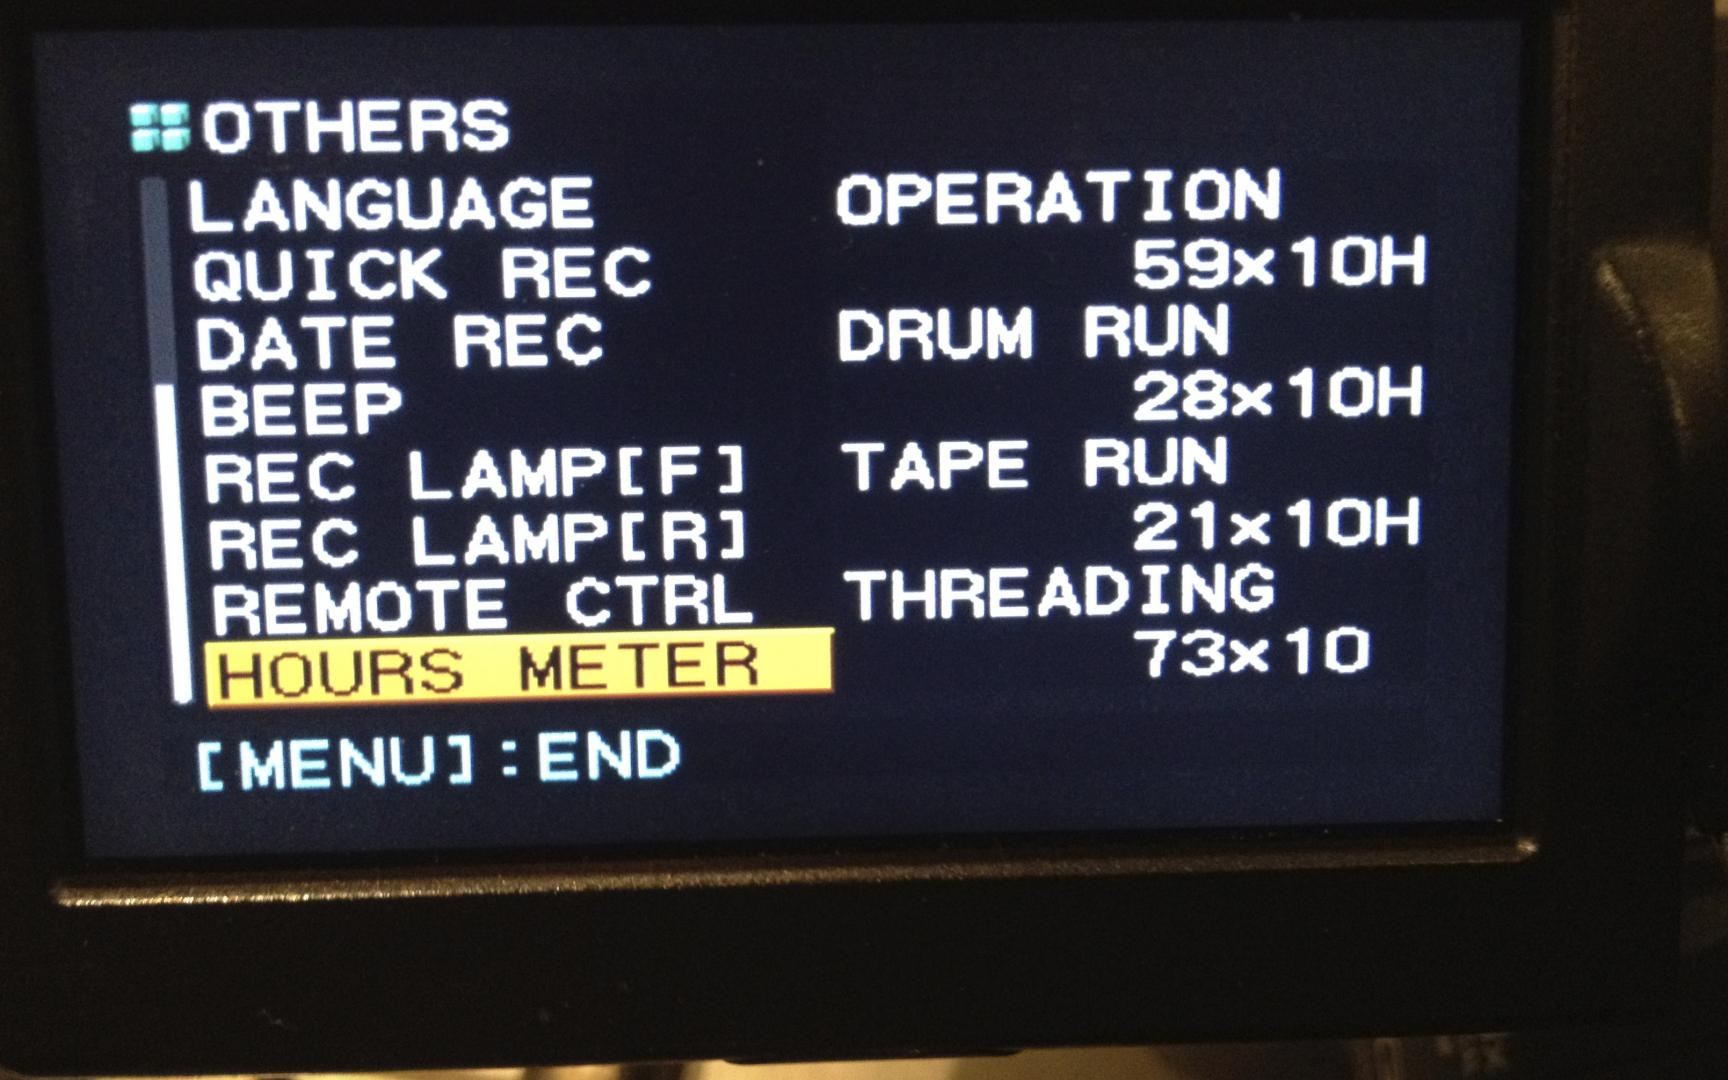 OTHERS
LANGUAGE
QUICK REC
DATE REC
BEEP
REC LAMP[F]
REC LAMP[R]
REMOTE CTRL
HOURS METER
OPERATION
59×10H
DRUM RUN
28×10H
TAPE RUN
21×10H
THREADING
73×10
[MENU]:END